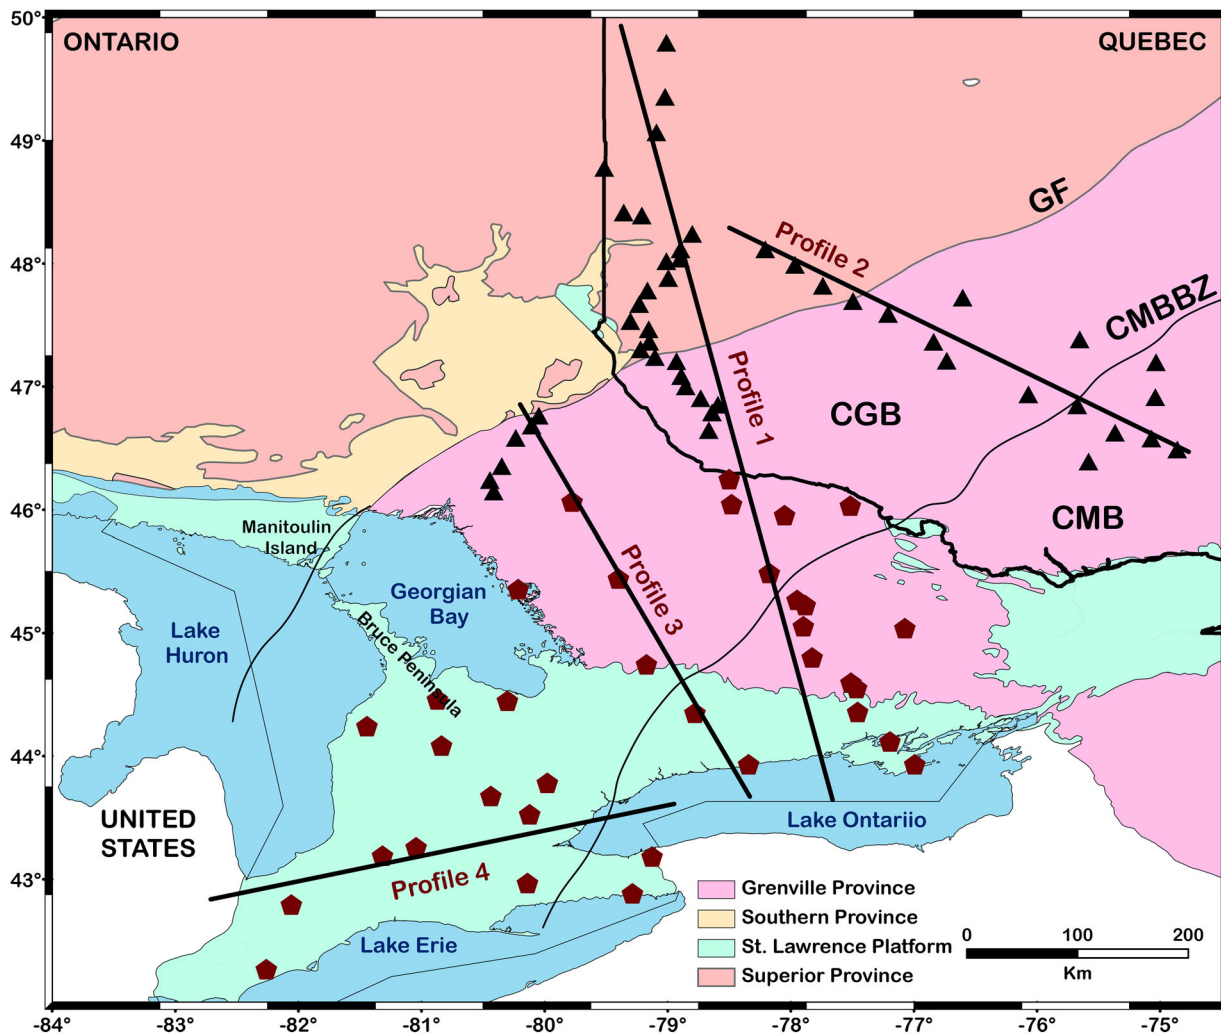 50°
ONTARIO
QUEBEC
49°
GF
48°
Profile 2
CMBBZ
47°
Profile 1
CGB
46°
CMB
Manitoulin
Island
Profile 3
Georgian
Bay
45°
Lake
Huron
Bruce Peninsula
44°
UNITED
STATES
Lake Ontariio
43°
Profile 4
Grenville Province
Southern Province
St. Lawrence Platform
Superior Province
0 100 200
Km
Lake Erie
-84 -83 -82 -81 -80 -79 -78 -77 -76 -75